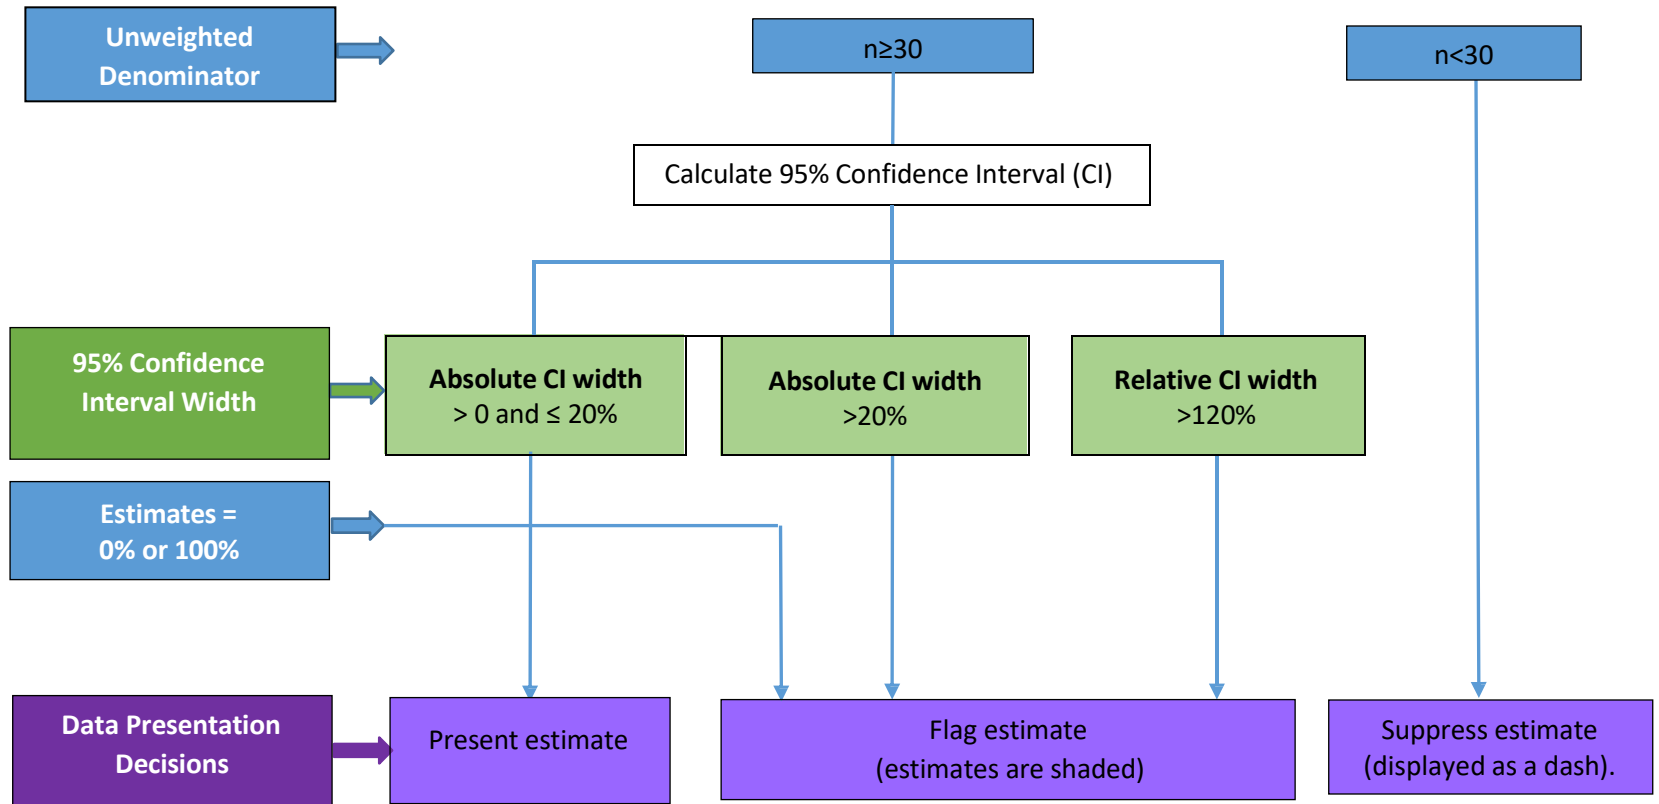 Unweighted
Denominator
n≥30
n<30
Calculate 95% Confidence Interval (CI)
95% Confidence
Interval Width
Absolute CI width
> 0 and ≤ 20%
Absolute CI width
>20%
Relative CI width
>120%
Estimates =
0% or 100%
Data Presentation
Decisions
Present estimate
Flag estimate
(estimates are shaded)
Suppress estimate
(displayed as a dash).